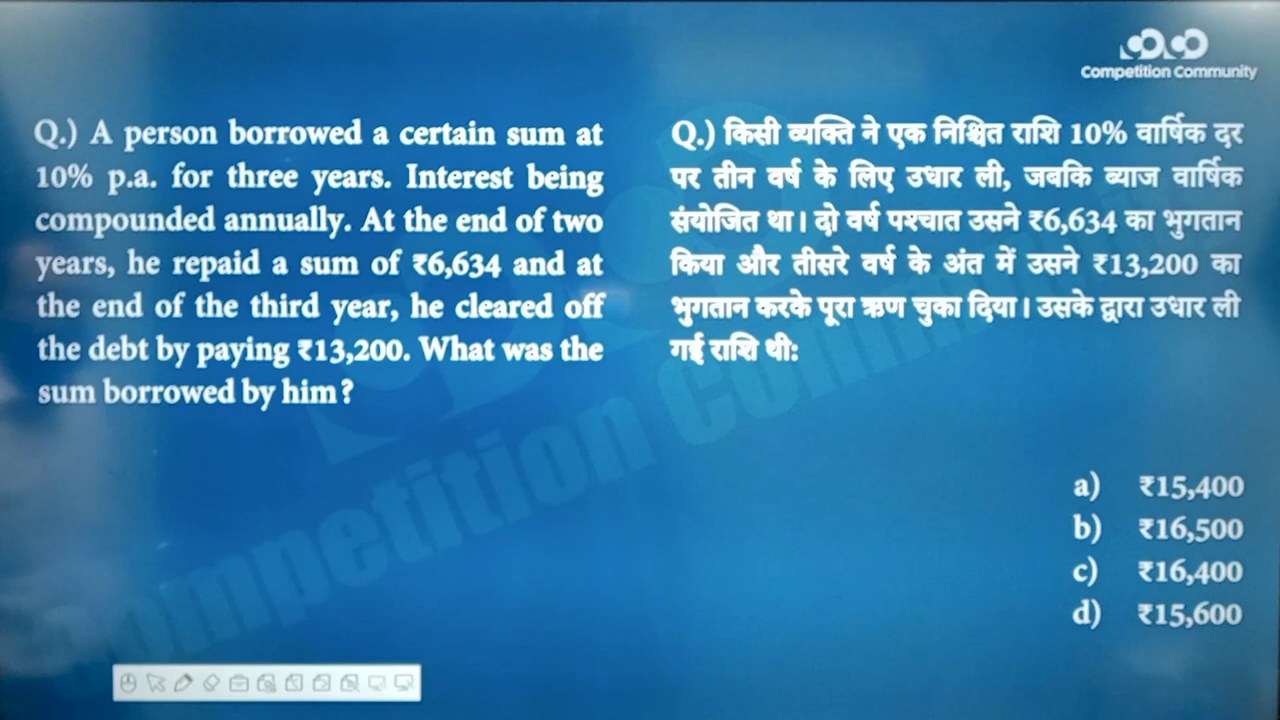 Competition Community
Q.) A person borrowed a certain sum at
10% p.a. for three years. Interest being
compounded annually. At the end of two
years, he repaid a sum of ₹6,634 and at
the end of the third year, he cleared off
the debt by paying ₹13,200. What was the
sum borrowed by him?
Q.) किसी व्यक्ति ने एक निश्चित राशि 10% वार्षिक दर
पर तीन वर्ष के लिए उधार ली, जबकि ब्याज वार्षिक
संयोजित था। दो वर्ष पश्चात उसने ₹6,634 का भुगतान
किया और तीसरे वर्ष के अंत में उसने ₹13,200 का
भुगतान करके पूरा ऋण चुका दिया। उसके द्वारा उधार ली
गई राशि थी:
a) ₹15,400
b) ₹16,500
c) ₹16,400
d) ₹15,600
Competition Community